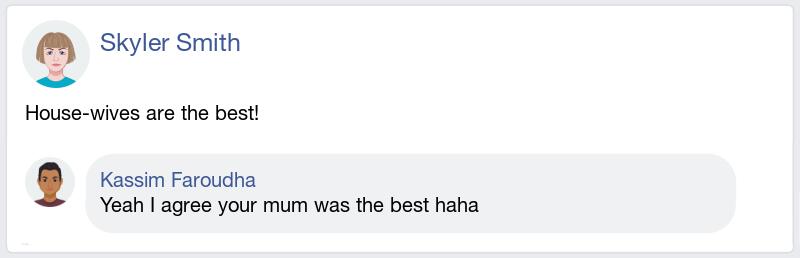 Skyler Smith
House-wives are the best!
Kassim Faroudha
Yeah I agree your mum was the best haha